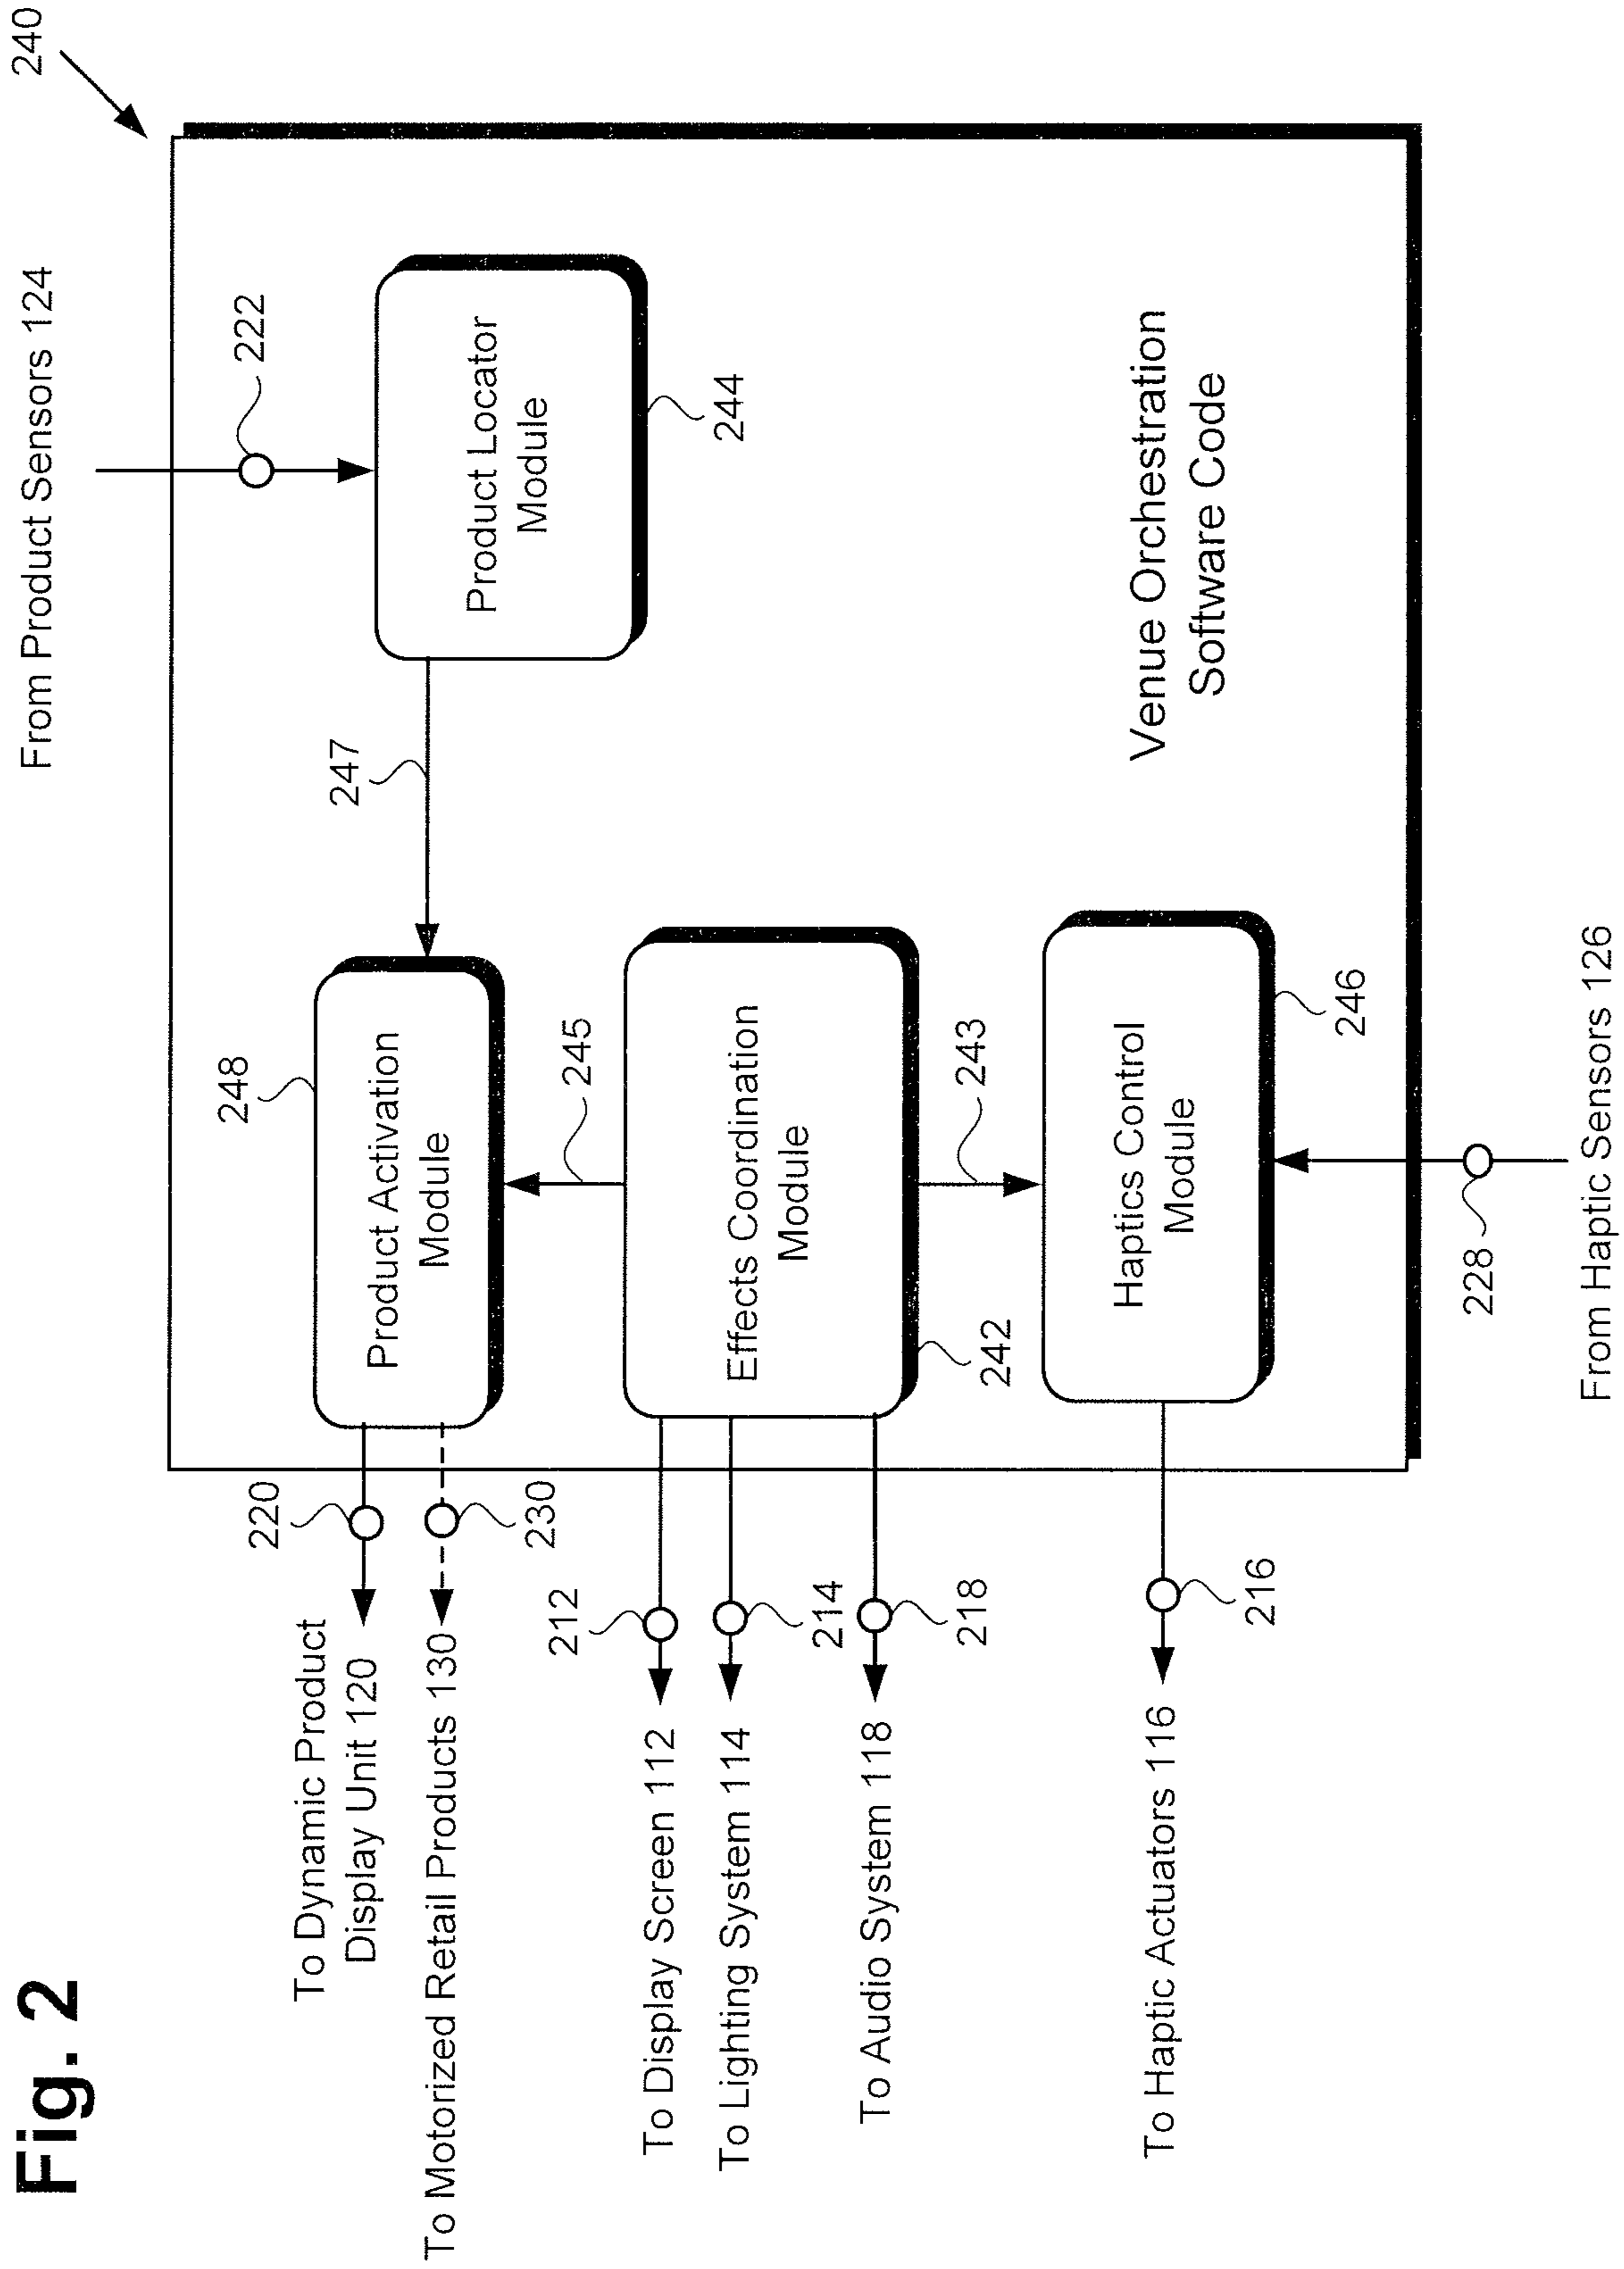 Fig. 2
240
From Product Sensors 124
222
Product Locator
Module
244
247
248
Product Activation
Module
220
To Dynamic Product
Display Unit 120
230
To Motorized Retail Products 130
245
Effects Coordination
Module
242
212
To Display Screen 112
214
To Lighting System 114
218
To Audio System 118
243
Haptics Control
Module
246
216
To Haptic Actuators 116
228
From Haptic Sensors 126
Venue Orchestration
Software Code